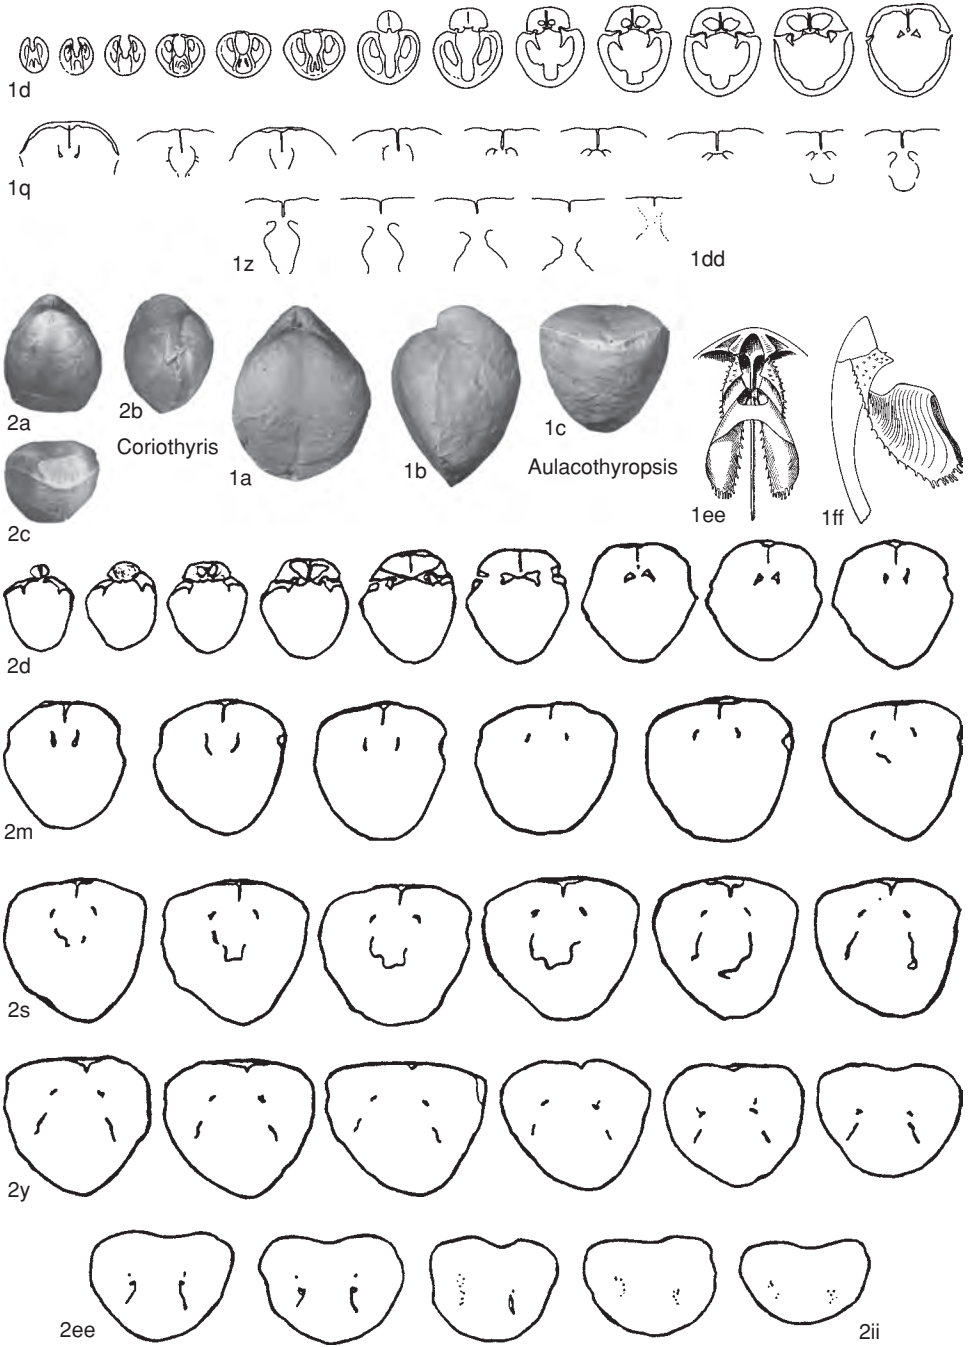 1d
1q
1z
1dd
2a
2b
Coriothyris
2c
1a
1b
1c
Aulacothyropsis
1ee
1ff
2d
2m
2s
2y
2ee
2ii